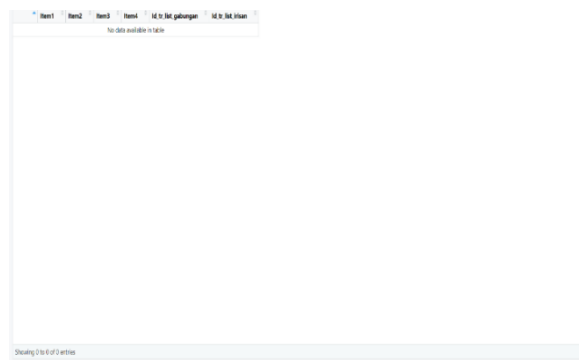 Item1 Item2 Item3 Item4 Id_tr_list_gabungan Id_tr_list_irisan
No data available in table
Showing 0 to 0 of 0 entries